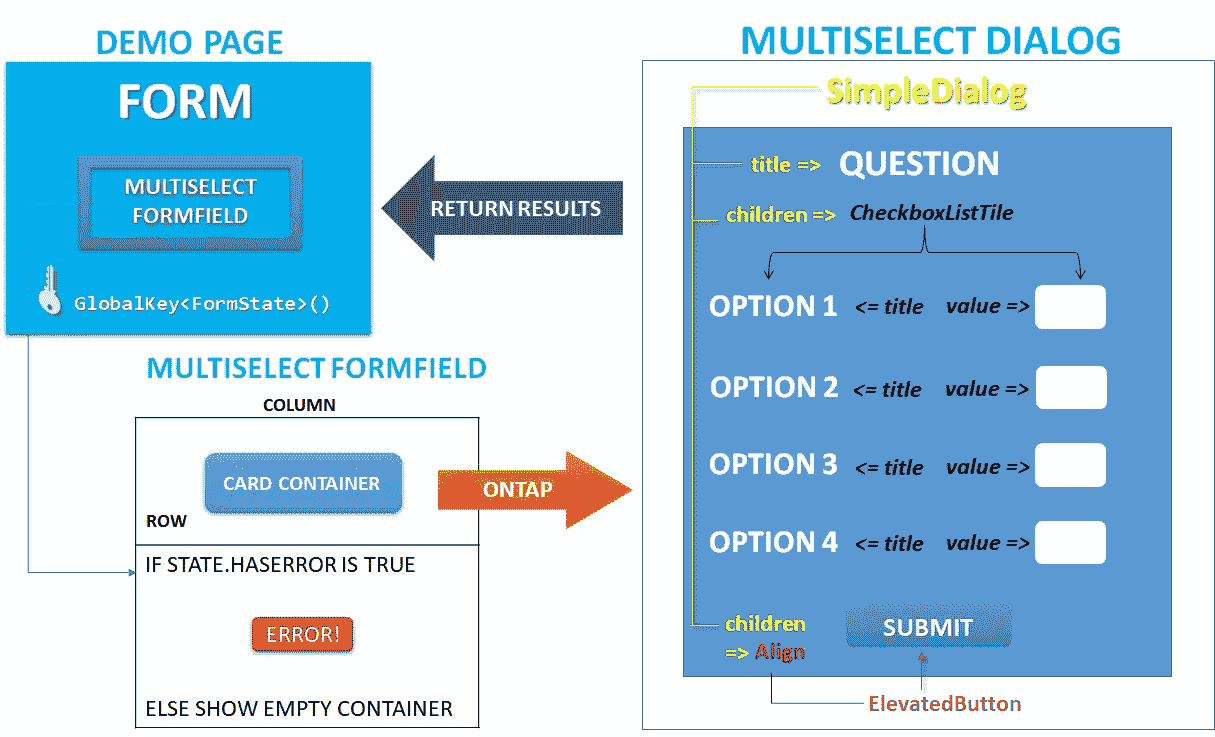 DEMO PAGE
FORM
MULTISELECT
FORMFIELD
GlobalKey<FormState>()
RETURN RESULTS
MULTISELECT FORMFIELD
COLUMN
CARD CONTAINER
ROW
ONTAP
IF STATE.HASERROR IS TRUE
ERROR!
ELSE SHOW EMPTY CONTAINER
MULTISELECT DIALOG
SimpleDialog
title => QUESTION
children => CheckboxListTile
OPTION 1 <= title value =>
OPTION 2 <= title value =>
OPTION 3 <= title value =>
OPTION 4 <= title value =>
children
=> Align
SUBMIT
ElevatedButton